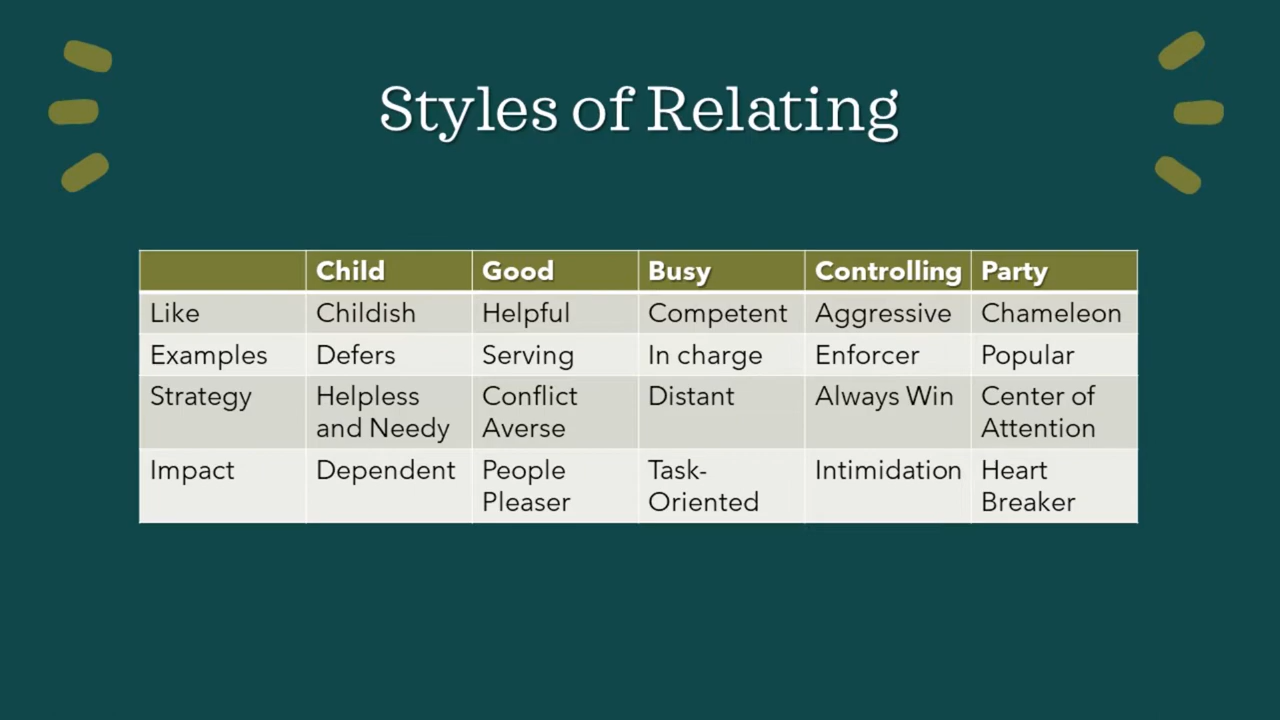 Styles of Relating
Child Good Busy Controlling Party
Like Childish Helpful Competent Aggressive Chameleon
Examples Defers Serving In charge Enforcer Popular
Strategy Helpless and Needy Conflict Averse Distant Always Win Center of Attention
Impact Dependent People Pleaser Task-Oriented Intimidation Heart Breaker